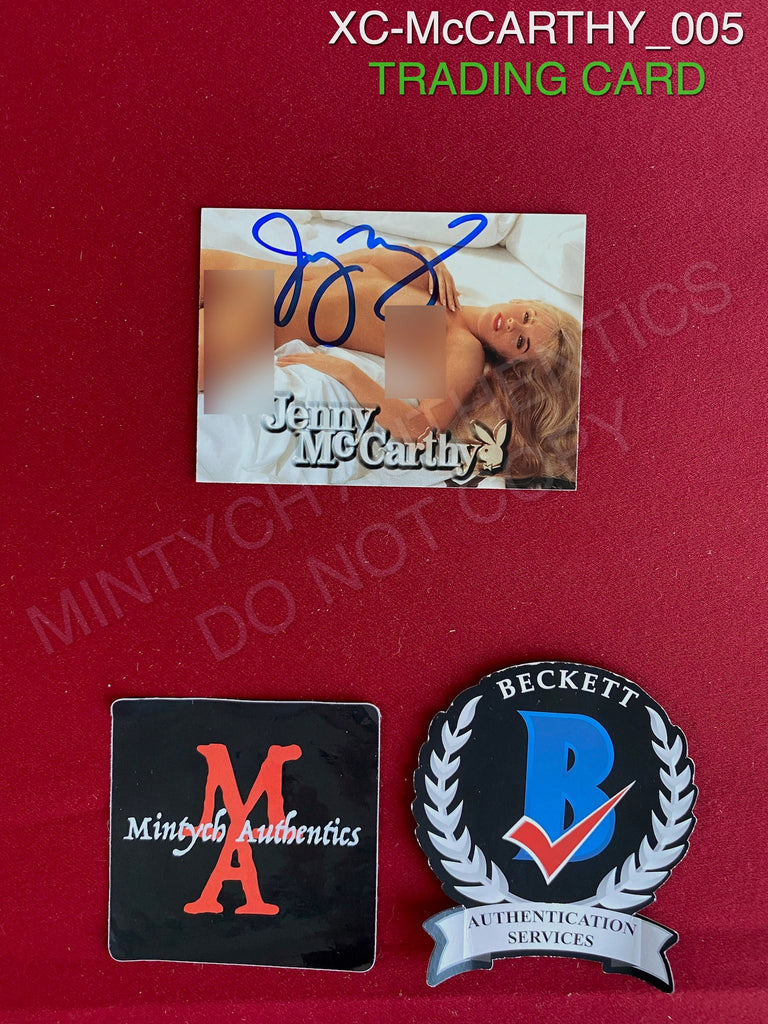 XC-McCARTHY_005
TRADING CARD
Jenny
McCarthy
MINTYCH AUTHENTICS
DO NOT COPY
BECKETT
B
M
Mintych Authentics
A
AUTHENTICATION
SERVICES